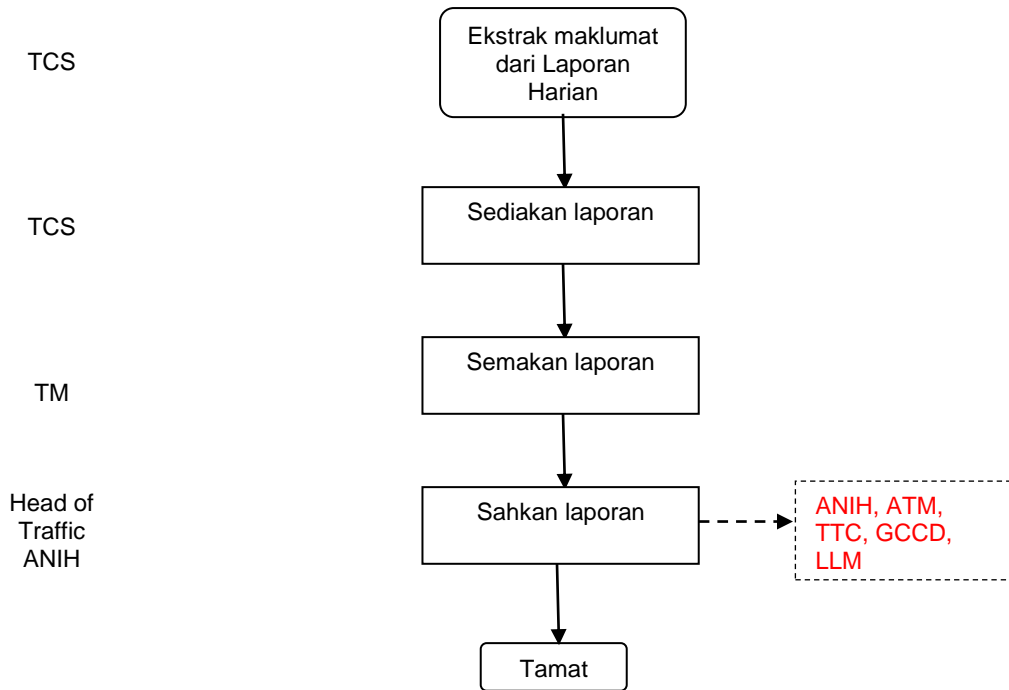 TCS
Ekstrak maklumat
dari Laporan
Harian
TCS
Sediakan laporan
TM
Semakan laporan
Head of
Traffic
ANIH
Sahkan laporan
ANIH, ATM,
TTC, GCCD,
LLM
Tamat